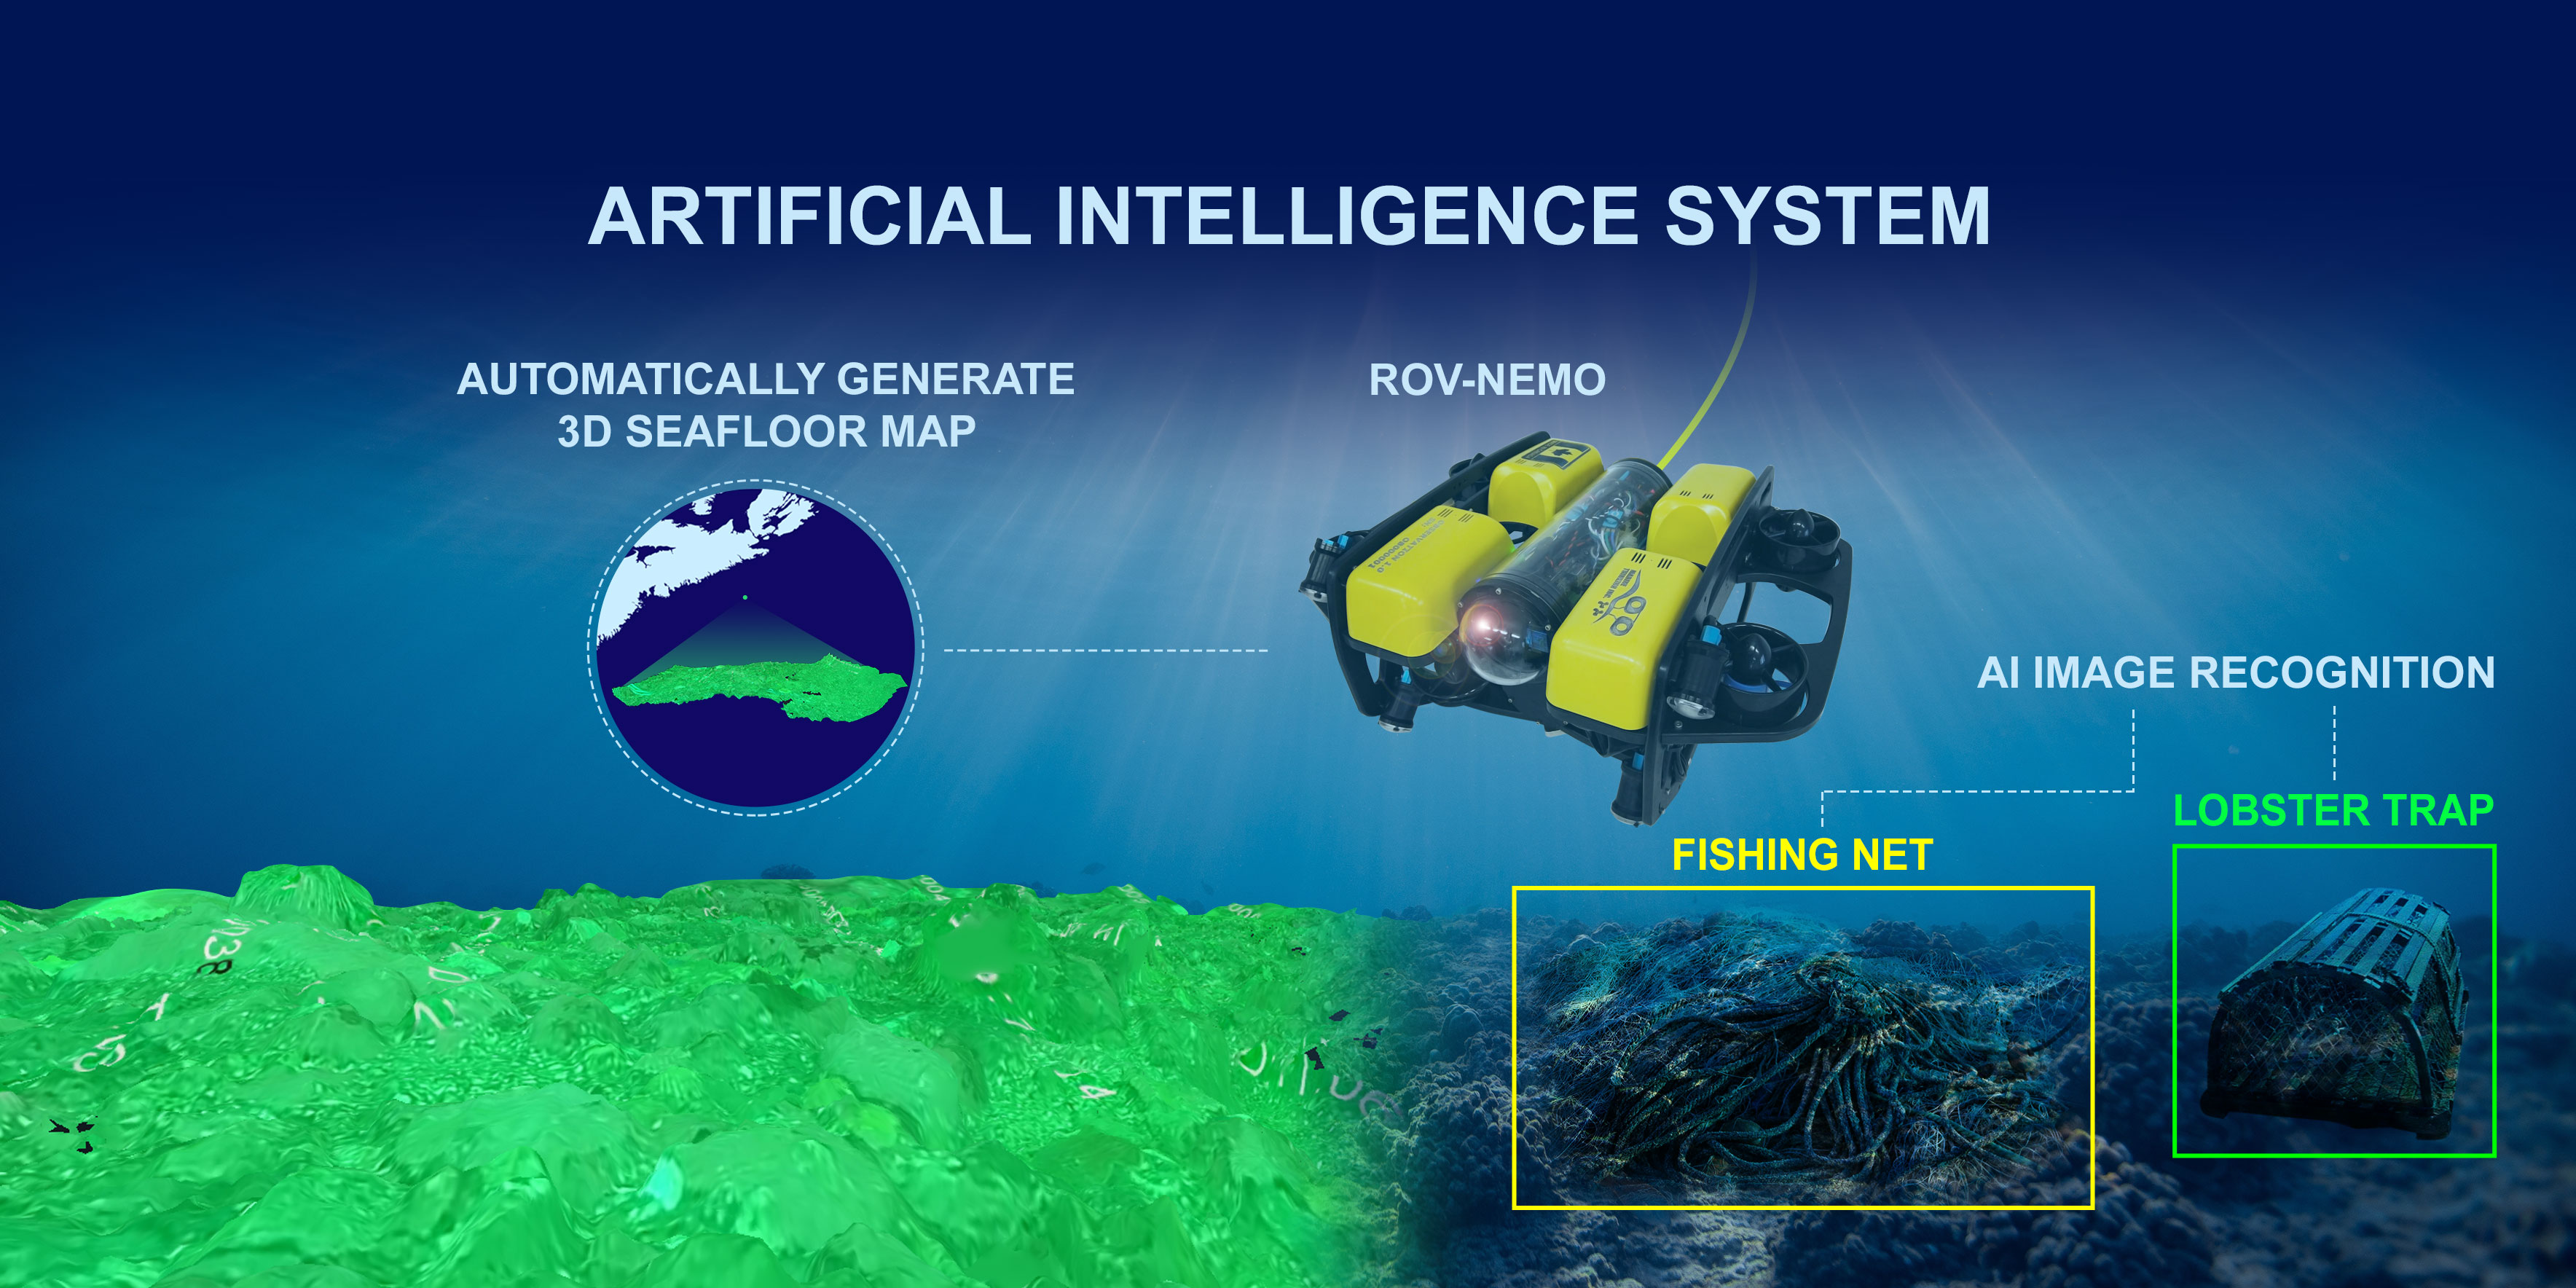 ARTIFICIAL INTELLIGENCE SYSTEM
AUTOMATICALLY GENERATE
3D SEAFLOOR MAP
ROV-NEMO
AI IMAGE RECOGNITION
LOBSTER TRAP
FISHING NET